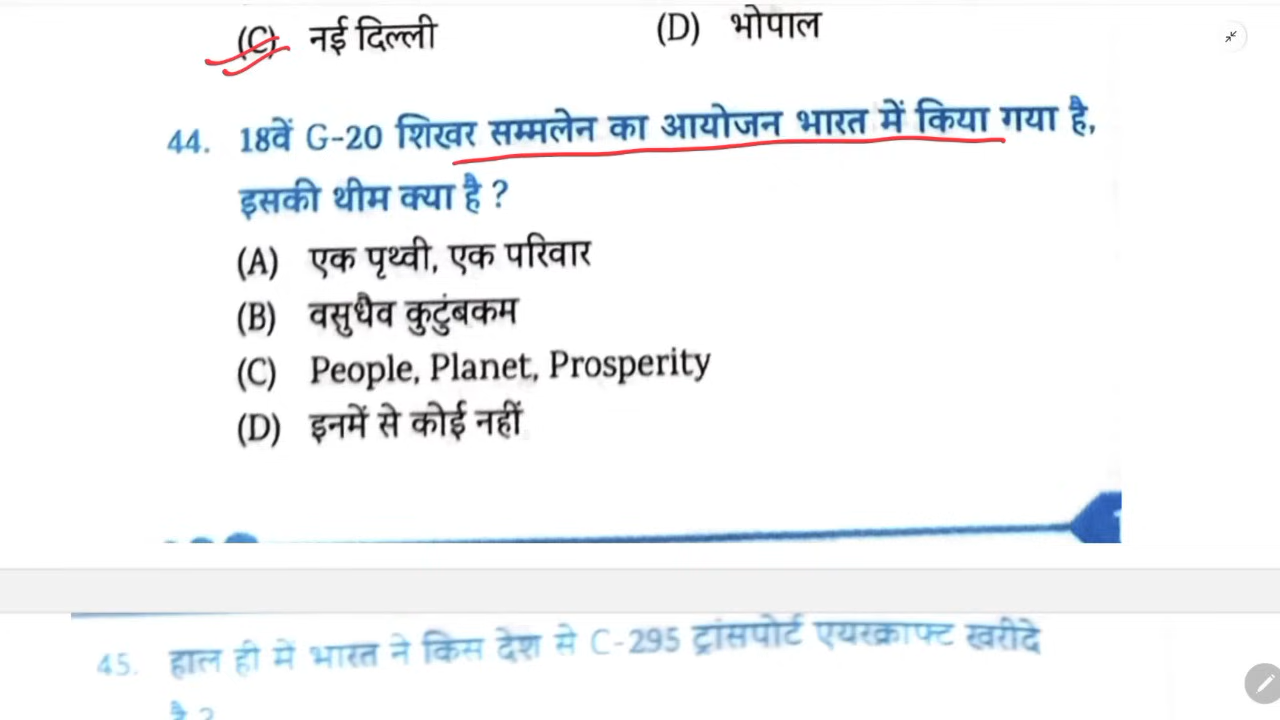 (C) नई दिल्ली (D) भोपाल
44. 18वें G-20 शिखर सम्मलेन का आयोजन भारत में किया गया है,
इसकी थीम क्या है ?
(A) एक पृथ्वी, एक परिवार
(B) वसुधैव कुटुंबकम
(C) People, Planet, Prosperity
(D) इनमें से कोई नहीं
45. हाल ही में भारत ने किस देश से C-295 ट्रांसपोर्ट एयरक्राफ्ट खरीदे
है ?